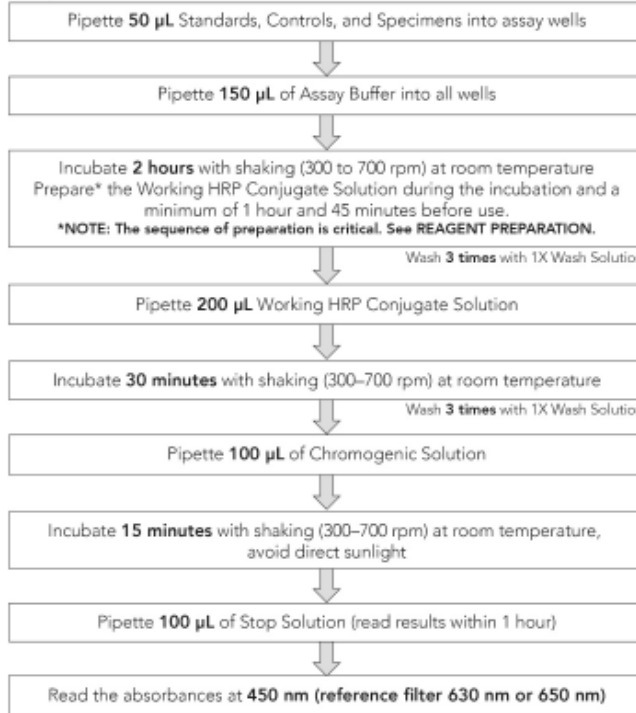 Pipette 50 µL Standards, Controls, and Specimens into assay wells
Pipette 150 µL of Assay Buffer into all wells
Incubate 2 hours with shaking (300 to 700 rpm) at room temperature
Prepare* the Working HRP Conjugate Solution during the incubation and a
minimum of 1 hour and 45 minutes before use.
*NOTE: The sequence of preparation is critical. See REAGENT PREPARATION.
Wash 3 times with 1X Wash Solutio
Pipette 200 µL Working HRP Conjugate Solution
Incubate 30 minutes with shaking (300–700 rpm) at room temperature
Wash 3 times with 1X Wash Solutio
Pipette 100 µL of Chromogenic Solution
Incubate 15 minutes with shaking (300–700 rpm) at room temperature,
avoid direct sunlight
Pipette 100 µL of Stop Solution (read results within 1 hour)
Read the absorbances at 450 nm (reference filter 630 nm or 650 nm)